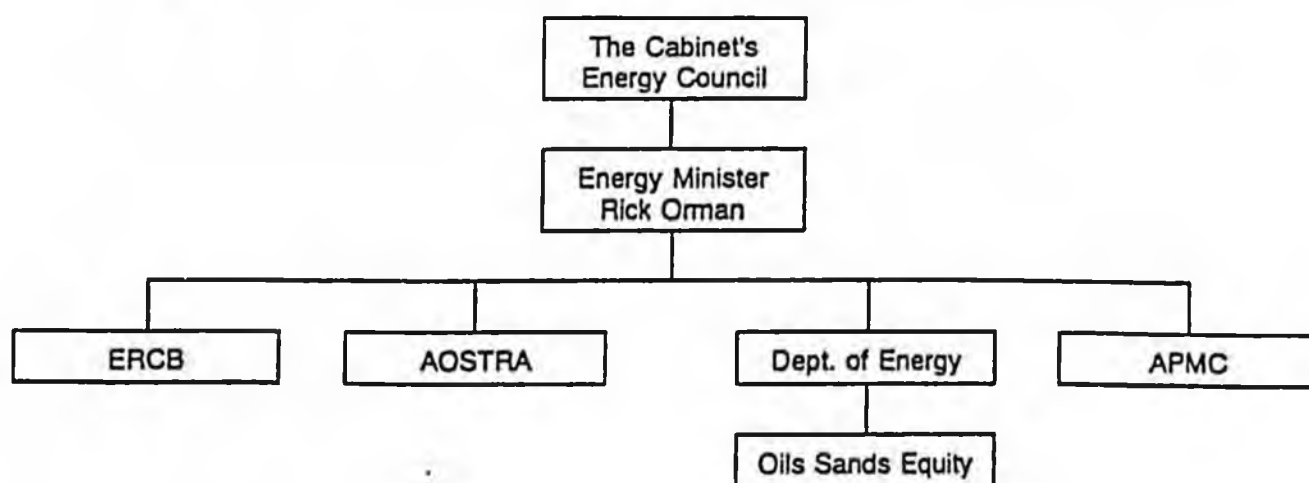 The Cabinet's
Energy Council
Energy Minister
Rick Orman
ERCB
AOSTRA
Dept. of Energy
APMC
Oils Sands Equity